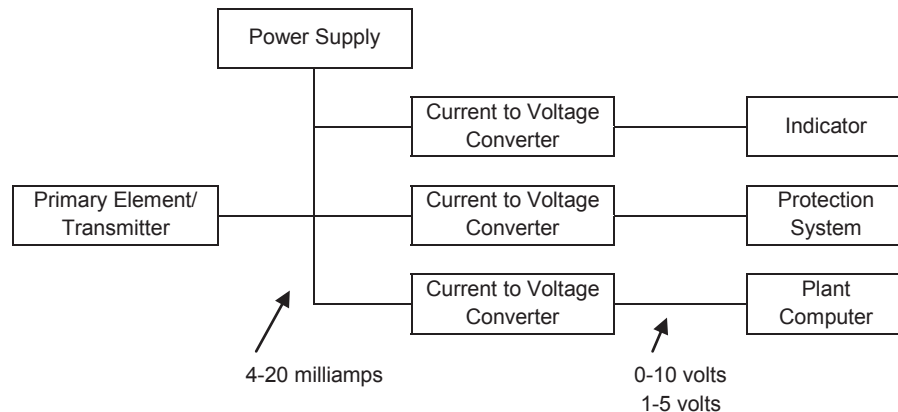 Power Supply
Current to Voltage
Converter
Indicator
Primary Element/
Transmitter
Current to Voltage
Converter
Protection
System
Current to Voltage
Converter
Plant
Computer
4-20 milliamps
0-10 volts
1-5 volts